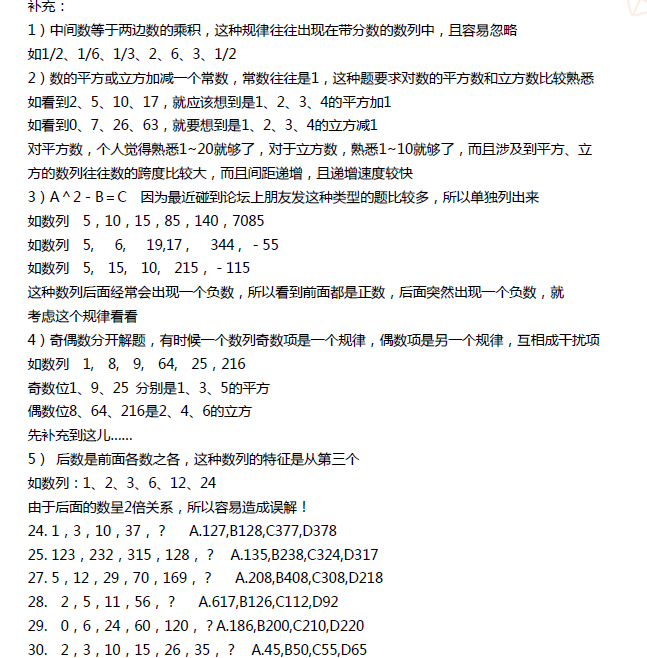 补充：
1）中间数等于两边数的乘积，这种规律往往出现在带分数的数列中，且容易忽略
如1/2、1/6、1/3、2、6、3、1/2
2）数的平方或立方加减一个常数，常数往往是1，这种题要求对数的平方数和立方数比较熟悉
如看到2、5、10、17，就应该想到是1、2、3、4的平方加1
如看到0、7、26、63，就要想到是1、2、3、4的立方减1
对平方数，个人觉得熟悉1~20就够了，对于立方数，熟悉1~10就够了，而且涉及到平方、立
方的数列往往数的跨度比较大，而且间距递增，且递增速度较快
3）A＾2－B＝C　因为最近碰到论坛上朋友发这种类型的题比较多，所以单独列出来
如数列　5，10，15，85，140，7085
如数列　5,　 6,　 19,17 ,　 344 , －55
如数列　5,　15,　10,　215 , －115
这种数列后面经常会出现一个负数，所以看到前面都是正数，后面突然出现一个负数，就
考虑这个规律看看
4）奇偶数分开解题，有时候一个数列奇数项是一个规律，偶数项是另一个规律，互相成干扰项
如数列　1,　8,　9,　64,　25，216
奇数位1、9、25 分别是1、3、5的平方
偶数位8、64、216是2、4、6的立方
先补充到这儿......
5） 后数是前面各数之各，这种数列的特征是从第三个
如数列：1、2、3、6、12、24
由于后面的数量2倍关系，所以容易造成误解！
24. 1，3，10，37，？　 A.127,B128,C377,D378
25. 123，232，315，128，？　A.135,B238,C324,D317
27. 5，12，29，70，169，？　 A.208,B408,C308,D218
28.　2，5，11，56，？　 A.617,B126,C112,D92
29.　0，6，24，60，120，？A.186,B200,C210,D220
30.　2，3，10，15，26，35，？　A.45,B50,C55,D65